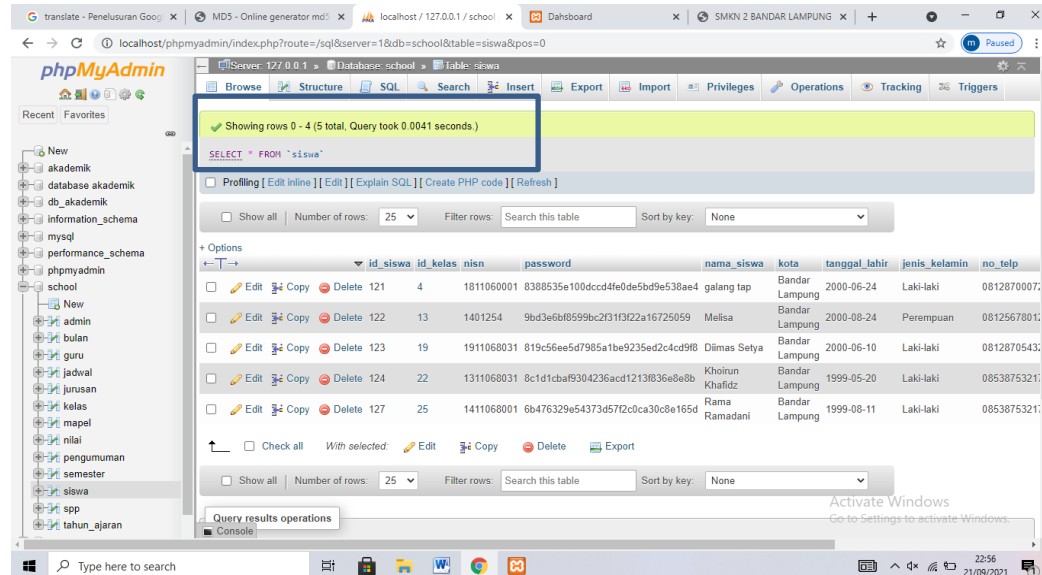 translate - Penelusuran Goog
MD5 - Online generator md5
localhost / 127.0.0.1 / school
Dahsboard
SMKN 2 BANDAR LAMPUNG
localhost/phpmyadmin/index.php?route=/sql&server=1&db=school&table=siswa&pos=0
m Paused
phpMyAdmin
Recent Favorites
New
akademik
database akademik
db_akademik
information_schema
mysql
performance_schema
phpmyadmin
school
New
admin
bulan
guru
jadwal
jurusan
kelas
mapel
nilai
pengumuman
semester
siswa
spp
tahun_ajaran
Server: 127.0.0.1 » Database: school » Table: siswa
Browse Structure SQL Search Insert Export Import Privileges Operations Tracking Triggers
Showing rows 0 - 4 (5 total, Query took 0.0041 seconds.)
SELECT * FROM `siswa`
Profiling [ Edit inline ] [ Edit ] [ Explain SQL ] [ Create PHP code ] [ Refresh ]
Show all | Number of rows: 25 Filter rows: Search this table Sort by key: None
+ Options
←T→ id_siswa id_kelas nisn password nama_siswa kota tanggal_lahir jenis_kelamin no_telp
Edit Copy Delete 121 4 1811060001 8388535e100dccd4fe0de5bd9e538ae4 galang tap Bandar Lampung 2000-06-24 Laki-laki 0812870007
Edit Copy Delete 122 13 1401254 9bd3e6bf8599bc2f31f3f22a16725059 Melisa Bandar Lampung 2000-08-24 Perempuan 0812567801
Edit Copy Delete 123 19 1911068031 819c56ee5d7985a1be9235ed2c4cd9f8 Diimas Setya Bandar Lampung 2000-06-10 Laki-laki 081287054
Edit Copy Delete 124 22 1311068031 8c1d1cbaf9304236acd1213f836e8e8b Khoirun Khafidz Bandar Lampung 1999-05-20 Laki-laki 0853875321
Edit Copy Delete 127 25 1411068001 6b476329e54373d57f2c0ca30c8e165d Rama Ramadani Bandar Lampung 1999-08-11 Laki-laki 0853875321
Check all With selected: Edit Copy Delete Export
Show all | Number of rows: 25 Filter rows: Search this table Sort by key: None
Query results operations
Console
Activate Windows
Go to Settings to activate Windows.
Type here to search
22:56
21/09/2021